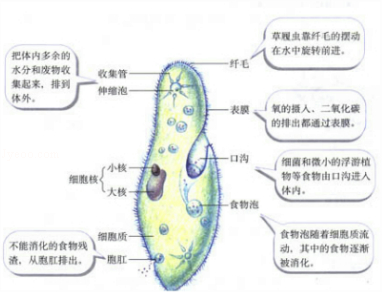 把体内多余的
水分和废物收
集起来，排到
体外。
收集管
伸缩泡
小核
细胞核
大核
细胞质
胞肛
不能消化的食物残
渣，从胞肛排出。
纤毛
草履虫靠纤毛的摆动
在水中旋转前进。
表膜
氧的摄入、二氧化碳
的排出都通过表膜。
口沟
细菌和微小的浮游植
物等食物由口沟进入
体内。
食物泡
食物泡随着细胞质流
动，其中的食物逐渐
被消化。